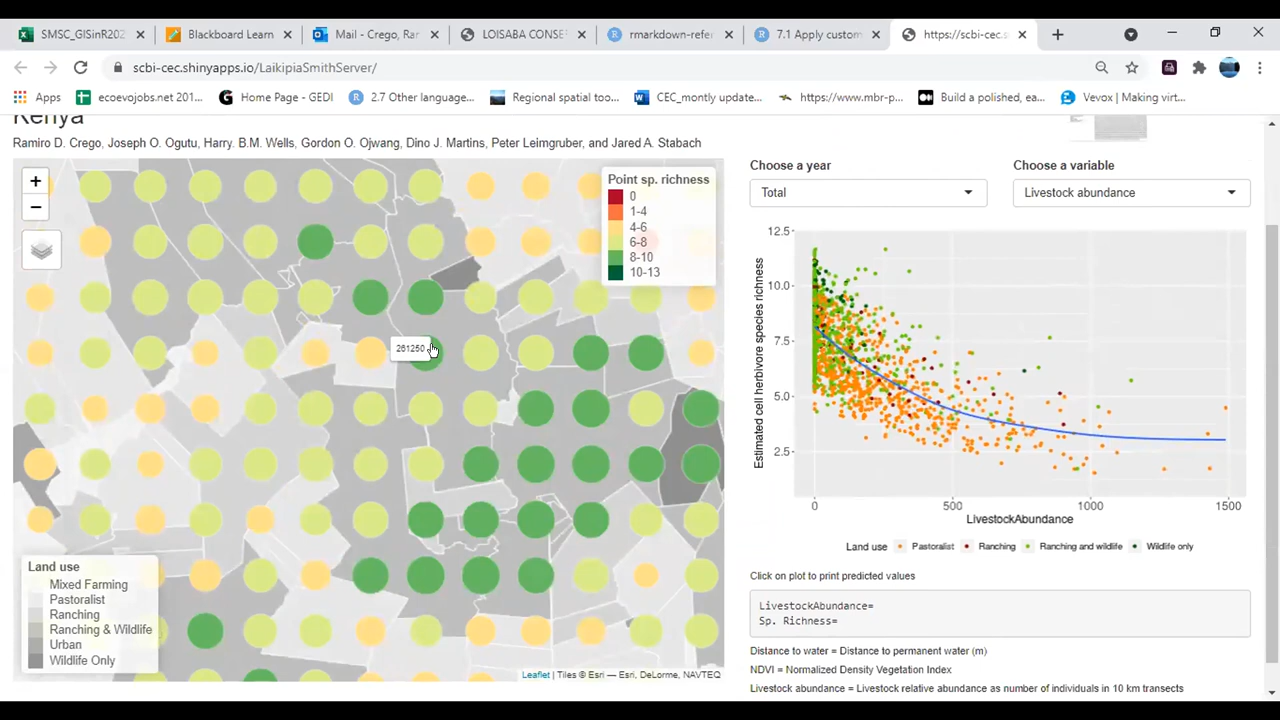 SMSC_GISinR202
Blackboard Learn
Mail - Crego, Ra
LOISABA CONSE
rmarkdown-refe
7.1 Apply custom
https://scbi-cec.s
scbi-cec.shinyapps.io/LaikipiaSmithServer/
Apps
ecoevojobs.net 201...
Home Page - GEDI
2.7 Other language...
Regional spatial too...
CEC_montly update...
https://www.mbr-p...
Build a polished, ea...
Vevox | Making virt...
Kenya
Ramiro D. Crego, Joseph O. Ogutu, Harry. B.M. Wells, Gordon O. Ojwang, Dino J. Martins, Peter Leimgruber, and Jared A. Stabach
+
−
Point sp. richness
0
1-4
4-6
6-8
8-10
10-13
261250
Land use
Mixed Farming
Pastoralist
Ranching
Ranching & Wildlife
Urban
Wildlife Only
Leaflet | Tiles © Esri — Esri, DeLorme, NAVTEQ
Choose a year
Total
Choose a variable
Livestock abundance
Estimated cell herbivore species richness
12.5
10.0
7.5
5.0
2.5
0 500 1000 1500
LivestockAbundance
Land use Pastoralist Ranching Ranching and wildlife Wildlife only
Click on plot to print predicted values
LivestockAbundance=
Sp. Richness=
Distance to water = Distance to permanent water (m)
NDVI = Normalized Density Vegetation Index
Livestock abundance = Livestock relative abundance as number of individuals in 10 km transects